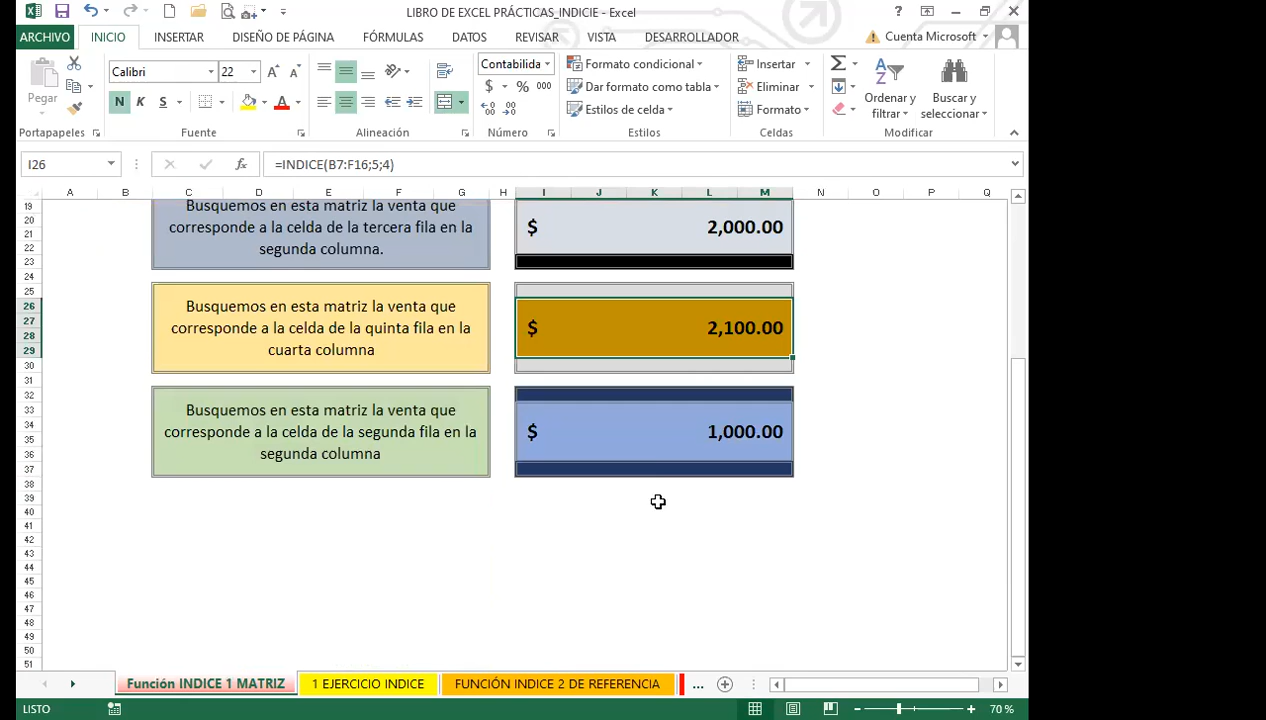 LIBRO DE EXCEL PRÁCTICAS_INDICIE - Excel
ARCHIVO INICIO INSERTAR DISEÑO DE PÁGINA FÓRMULAS DATOS REVISAR VISTA DESARROLLADOR Cuenta Microsoft
Calibri 22 Contabilida Formato condicional Insertar
Pegar Dar formato como tabla Eliminar Ordenar y Buscar y
N K S $ % 000 Estilos de celda Formato filtrar seleccionar
Portapapeles Fuente Alineación Número Estilos Celdas Modificar
I26 =INDICE(B7:F16;5;4)
A B C D E F G H I J K L M N O P Q
19 Busquemos en esta matriz la venta que
20 corresponde a la celda de la tercera fila en la $ 2,000.00
21
22 segunda columna.
23
24
25
26 Busquemos en esta matriz la venta que
27 corresponde a la celda de la quinta fila en la $ 2,100.00
28
29 cuarta columna
30
31
32
33 Busquemos en esta matriz la venta que
34 corresponde a la celda de la segunda fila en la $ 1,000.00
35
36 segunda columna
37
38
39
40
41
42
43
44
45
46
47
48
49
50
51
Función INDICE 1 MATRIZ 1 EJERCICIO INDICE FUNCIÓN INDICE 2 DE REFERENCIA ...
LISTO 70 %